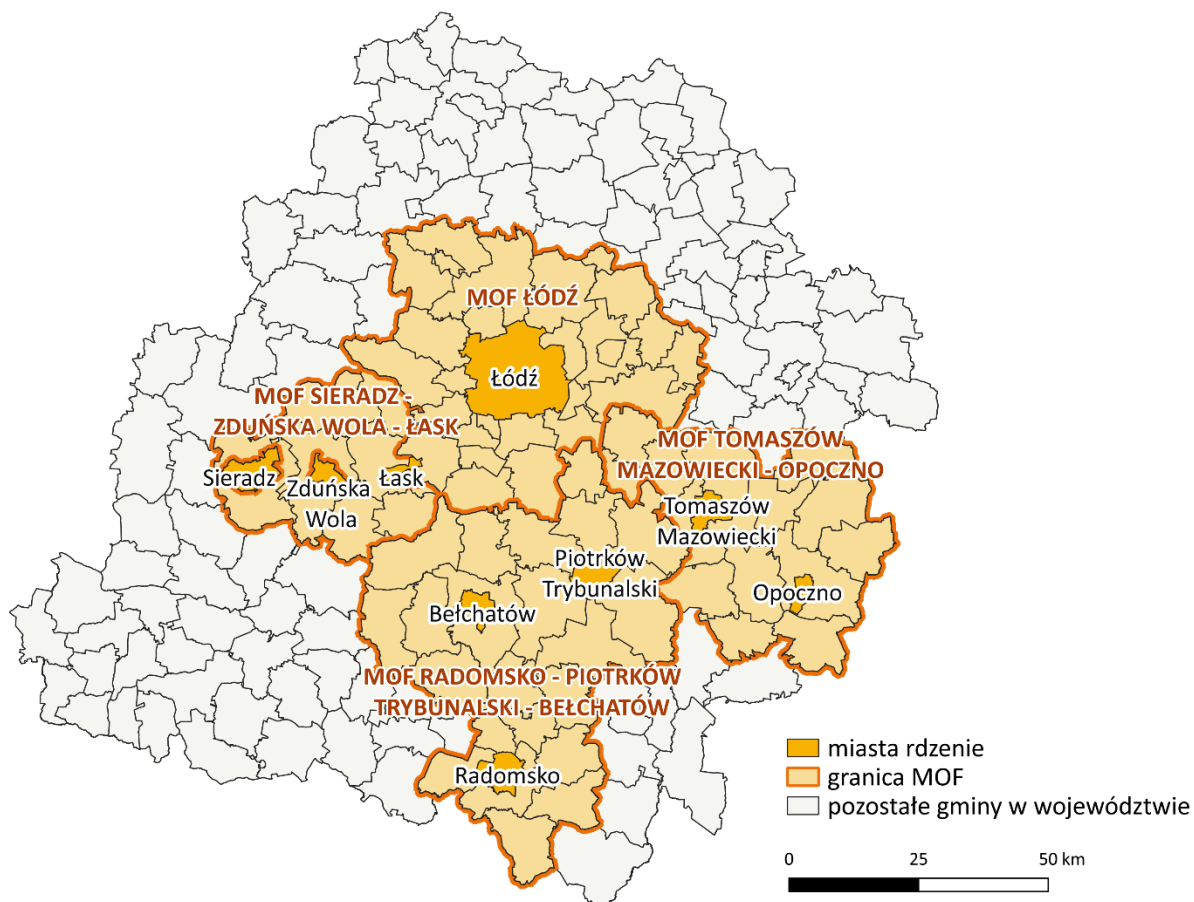 MOF ŁÓDŹ
Łódź
MOF SIERADZ -
ZDUŃSKA WOLA - ŁASK
MOF TOMASZÓW
MAZOWIECKI - OPOCZNO
Sieradz
Zduńska
Wola
Łask
Tomaszów
Mazowiecki
Piotrków
Trybunalski
Opoczno
Bełchatów
MOF RADOMSKO - PIOTRKÓW
TRYBUNALSKI - BEŁCHATÓW
Radomsko
miasta rdzenie
granica MOF
pozostałe gminy w województwie
0 25 50 km